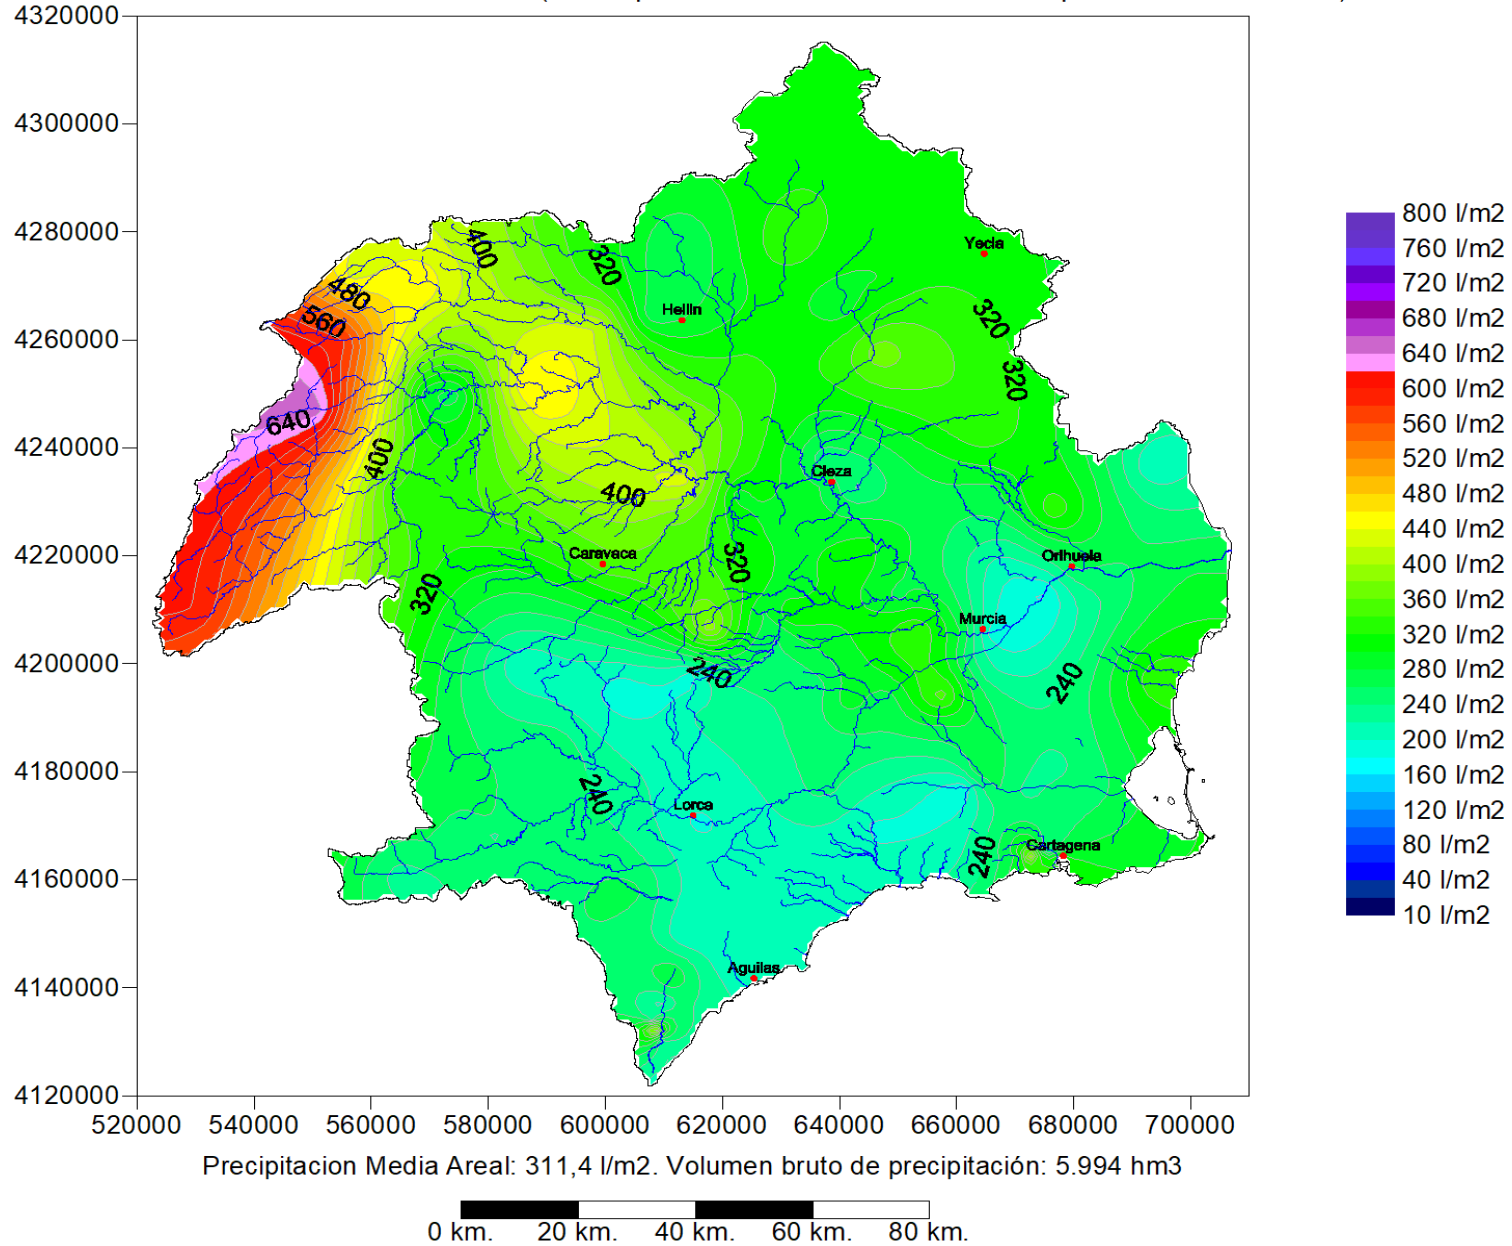 4320000
4300000
4280000
4260000
4240000
4220000
4200000
4180000
4160000
4140000
4120000
520000 540000 560000 580000 600000 620000 640000 660000 680000 700000
400
320
480
560
640
400
400
320
320
320
320
240
240
240
240
Yecla
Hellin
Cieza
Caravaca
Orihuela
Murcia
Lorca
Cartagena
Aguilas
800 l/m2
760 l/m2
720 l/m2
680 l/m2
640 l/m2
600 l/m2
560 l/m2
520 l/m2
480 l/m2
440 l/m2
400 l/m2
360 l/m2
320 l/m2
280 l/m2
240 l/m2
200 l/m2
160 l/m2
120 l/m2
80 l/m2
40 l/m2
10 l/m2
Precipitacion Media Areal: 311,4 l/m2. Volumen bruto de precipitación: 5.994 hm3
0 km. 20 km. 40 km. 60 km. 80 km.